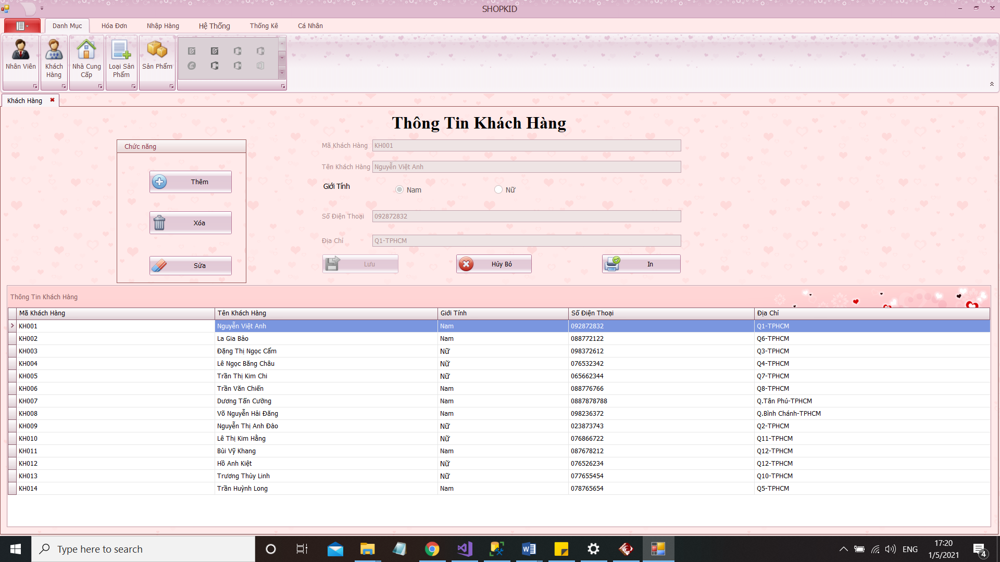 SHOPKID
Danh Mục Hóa Đơn Nhập Hàng Hệ Thống Thống Kê Cá Nhân
Nhân Viên
Khách Hàng
Nhà Cung Cấp
Loại Sản Phẩm
Sản Phẩm
Khách Hàng
Thông Tin Khách Hàng
Chức năng
Thêm
Xóa
Sửa
Mã Khách Hàng KH001
Tên Khách Hàng Nguyễn Việt Anh
Giới Tính Nam Nữ
Số Điện Thoại 092872832
Địa Chỉ Q1-TPHCM
Lưu Hủy Bỏ In
Thông Tin Khách Hàng
Mã Khách Hàng Tên Khách Hàng Giới Tính Số Điện Thoại Địa Chỉ
KH001 Nguyễn Việt Anh Nam 092872832 Q1-TPHCM
KH002 La Gia Bảo Nam 088772122 Q6-TPHCM
KH003 Đặng Thị Ngọc Cẩm Nữ 098372612 Q3-TPHCM
KH004 Lê Ngọc Băng Châu Nữ 076532342 Q4-TPHCM
KH005 Trần Thị Kim Chi Nữ 065662344 Q7-TPHCM
KH006 Trần Văn Chiến Nam 088776766 Q8-TPHCM
KH007 Dương Tấn Cường Nam 0887878788 Q.Tân Phú-TPHCM
KH008 Võ Nguyễn Hải Đăng Nam 098236372 Q.Bình Chánh-TPHCM
KH009 Nguyễn Thị Anh Đào Nữ 023873743 Q2-TPHCM
KH010 Lê Thị Kim Hằng Nữ 076866722 Q11-TPHCM
KH011 Bùi Vỹ Khang Nam 087678212 Q12-TPHCM
KH012 Hồ Anh Kiệt Nữ 076526234 Q12-TPHCM
KH013 Trương Thùy Linh Nữ 077655454 Q10-TPHCM
KH014 Trần Huỳnh Long Nam 078765654 Q5-TPHCM
Type here to search
ENG
17:20
1/5/2021
4